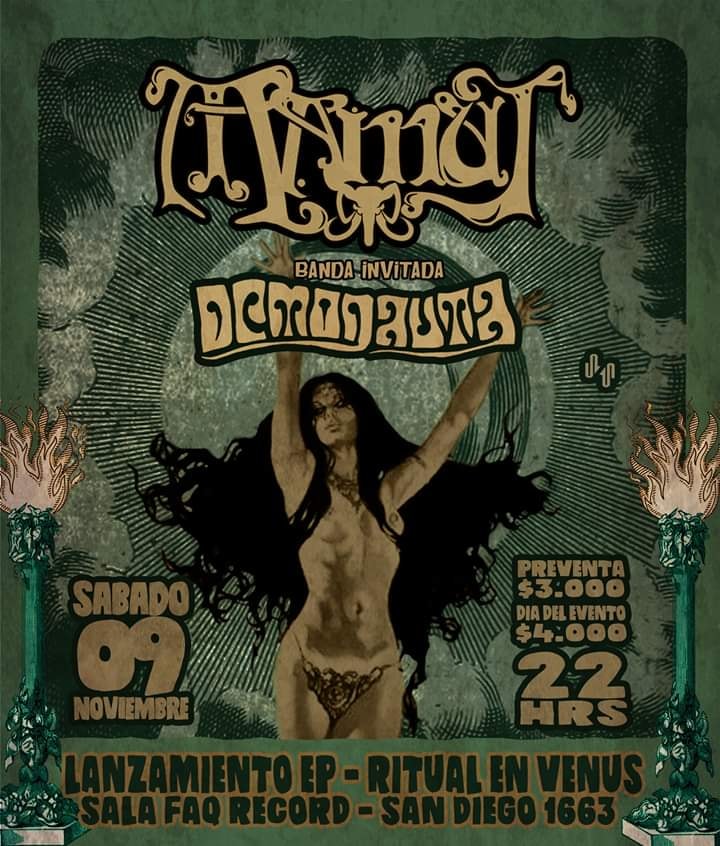 MAMUT
BANDA INVITADA
DEMONAUTA
SABADO
09
NOVIEMBRE
PREVENTA
$3.000
DIA DEL EVENTO
$4.000
22
HRS
LANZAMIENTO EP - RITUAL EN VENUS
SALA FAQ RECORD - SAN DIEGO 1663